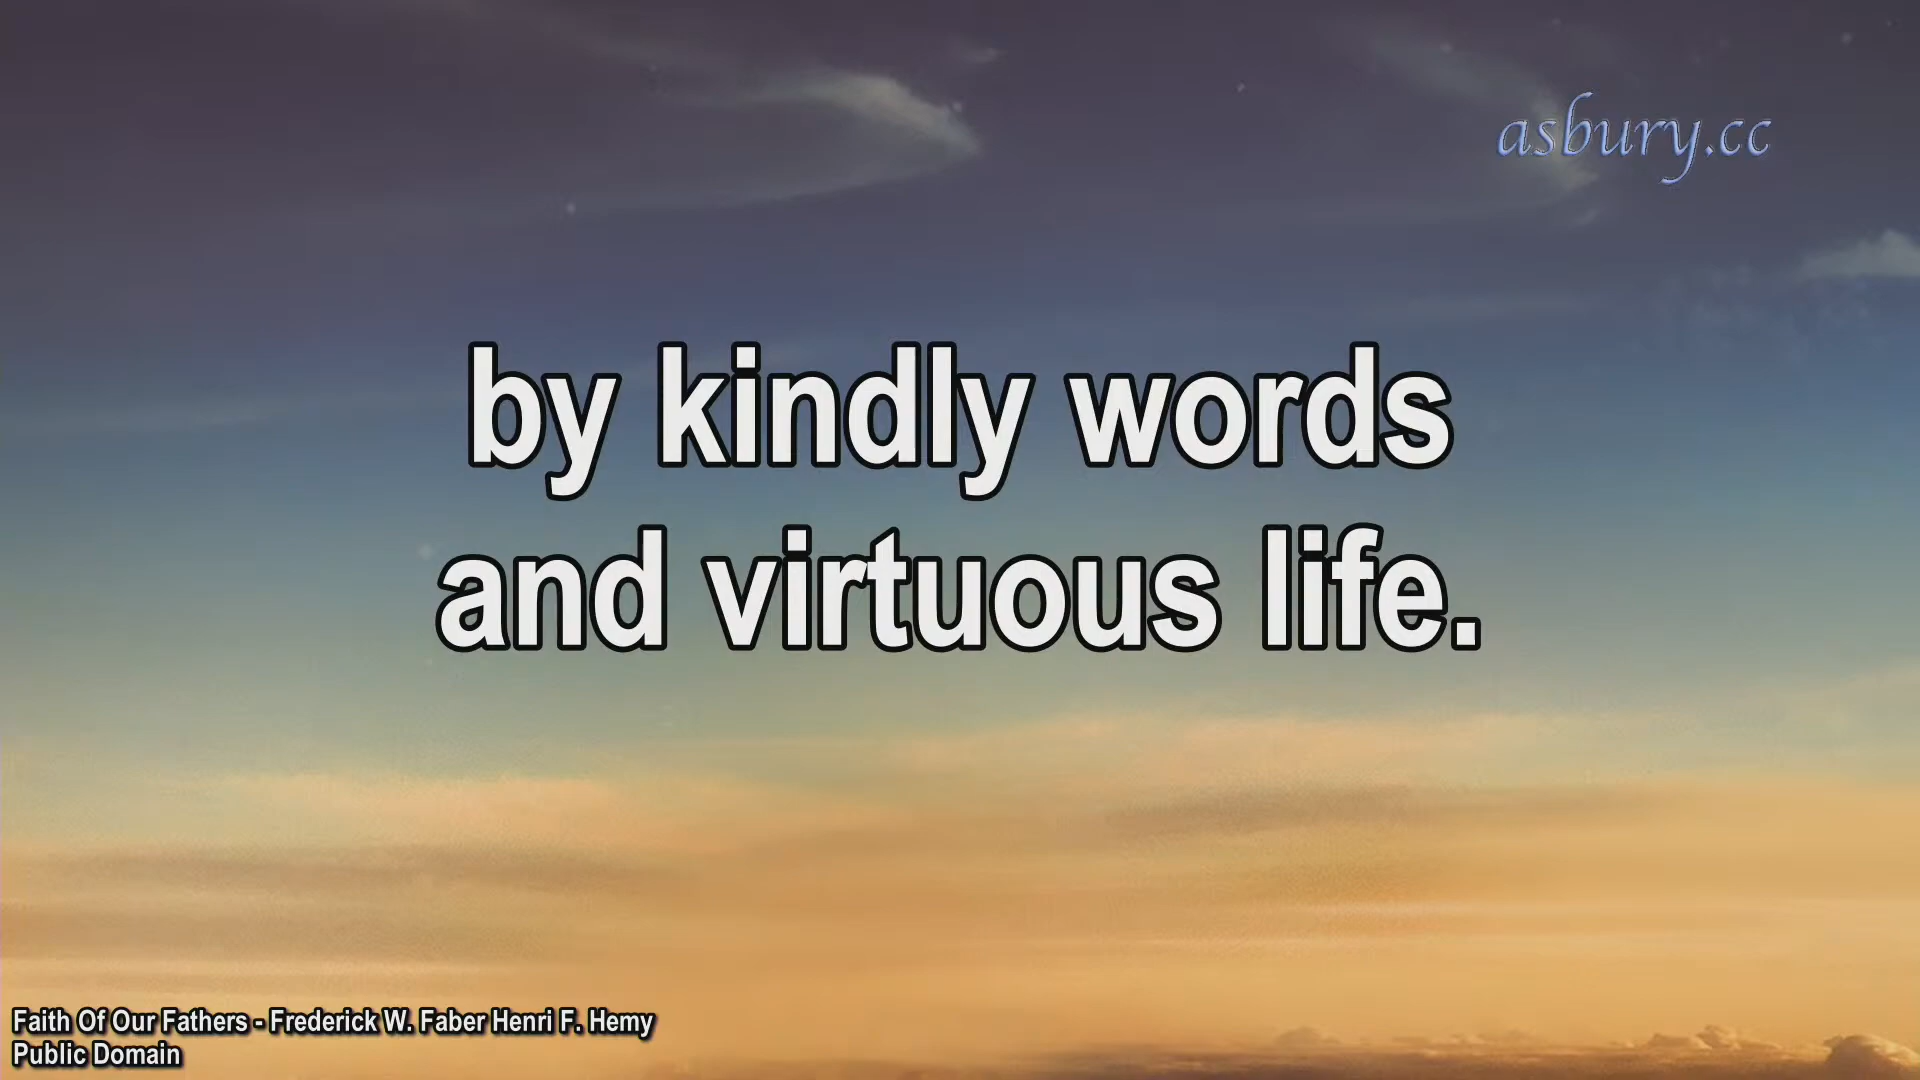 asbury.cc
by kindly words
and virtuous life.
Faith Of Our Fathers - Frederick W. Faber Henri F. Hemy
Public Domain